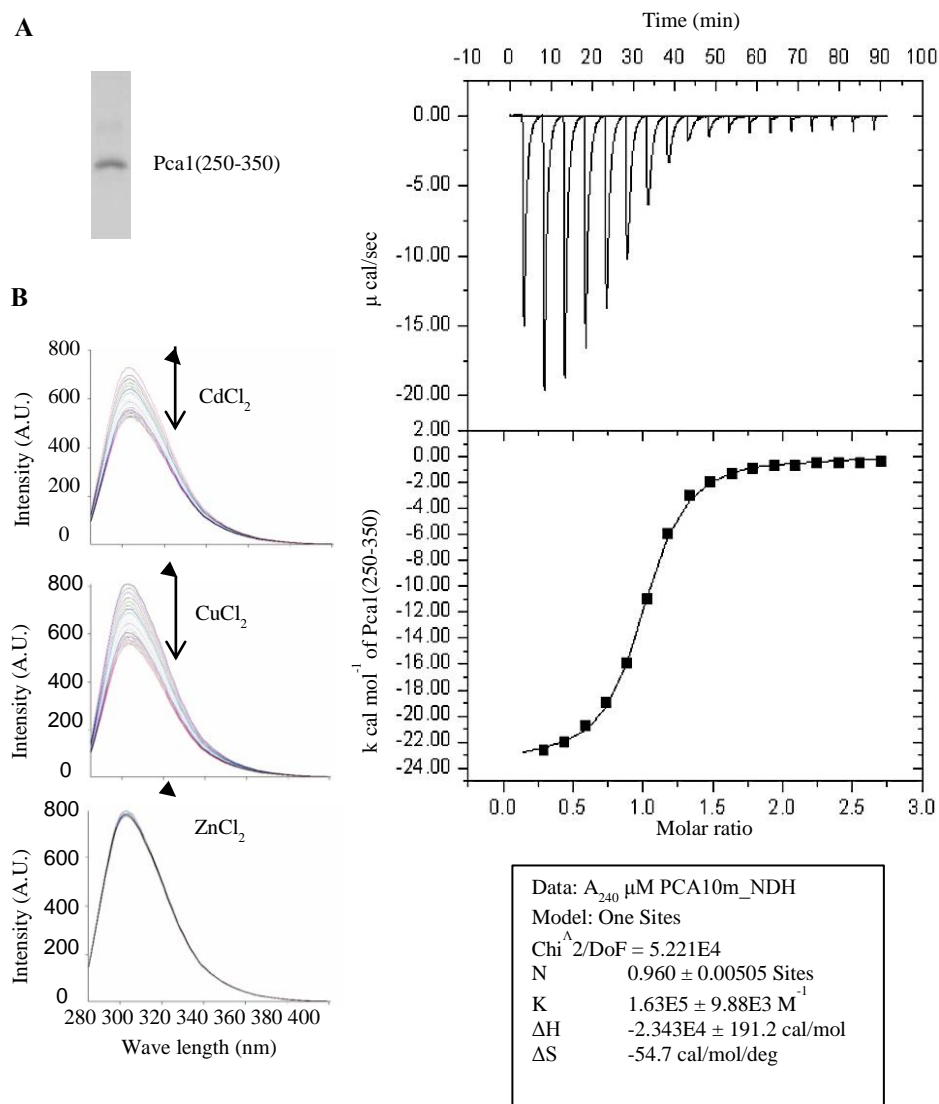 A
Pca1(250-350)
B
800
600
400
200
0
Intensity (A.U.)
CdCl2
800
600
400
200
0
Intensity (A.U.)
CuCl2
800
600
400
200
0
Intensity (A.U.)
ZnCl2
280 300 320 340 360 380 400
Wave length (nm)
Time (min)
-10 0 10 20 30 40 50 60 70 80 90 100
0.00
-5.00
-10.00
-15.00
-20.00
μ cal/sec
2.00
0.00
-2.00
-4.00
-6.00
-8.00
-10.00
-12.00
-14.00
-16.00
-18.00
-20.00
-22.00
-24.00
k cal mol-1 of Pca1(250-350)
0.0 0.5 1.0 1.5 2.0 2.5 3.0
Molar ratio
Data: A240 μM PCA10m_NDH
Model: One Sites
Chi^2/DoF = 5.221E4
N 0.960 ± 0.00505 Sites
K 1.63E5 ± 9.88E3 M-1
ΔH -2.343E4 ± 191.2 cal/mol
ΔS -54.7 cal/mol/deg